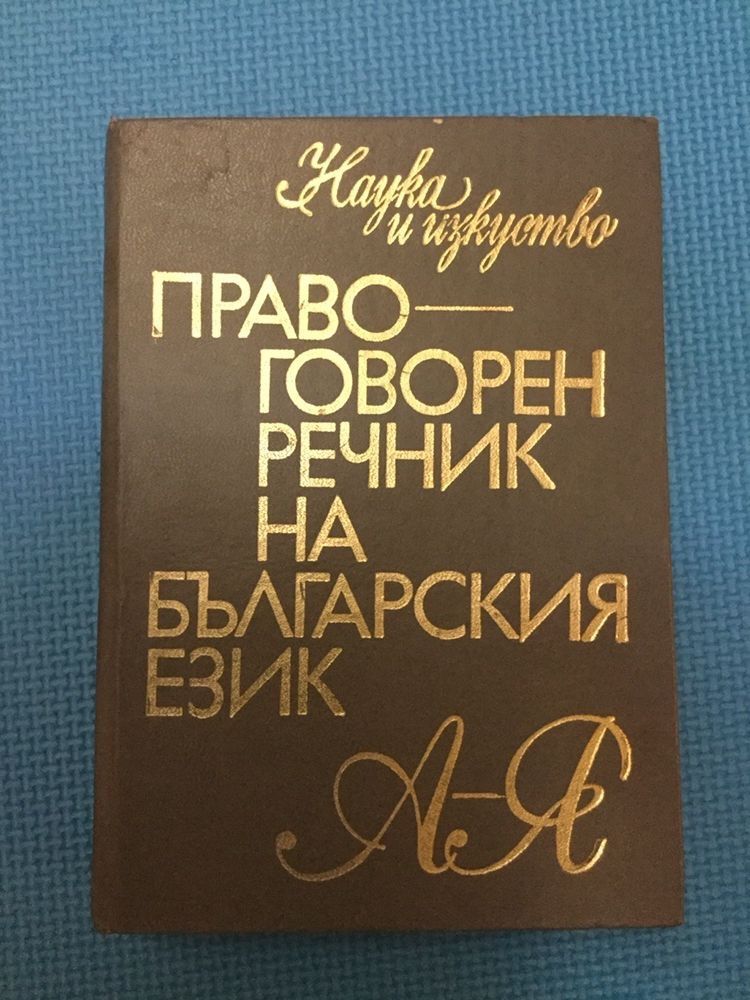 Наука
и изкуство
ПРАВО—
ГОВОРЕН
РЕЧНИК
НА
БЪЛГАРСКИЯ
ЕЗИК
А–Я